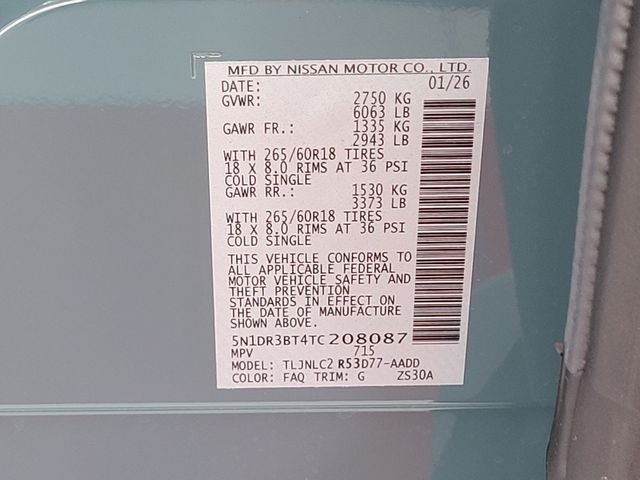 MFD BY NISSAN MOTOR CO., LTD.
DATE: 01/26
GVWR: 2750 KG
6063 LB
GAWR FR.: 1335 KG
2943 LB
WITH 265/60R18 TIRES
18 X 8.0 RIMS AT 36 PSI
COLD SINGLE
GAWR RR.: 1530 KG
3373 LB
WITH 265/60R18 TIRES
18 X 8.0 RIMS AT 36 PSI
COLD SINGLE
THIS VEHICLE CONFORMS TO
ALL APPLICABLE FEDERAL
MOTOR VEHICLE SAFETY AND
THEFT PREVENTION
STANDARDS IN EFFECT ON
THE DATE OF MANUFACTURE
SHOWN ABOVE.
5N1DR3BT4TC208087
MPV 715
MODEL: TLJNLC2 R53D77-AADD
COLOR: FAQ TRIM: G ZS30A